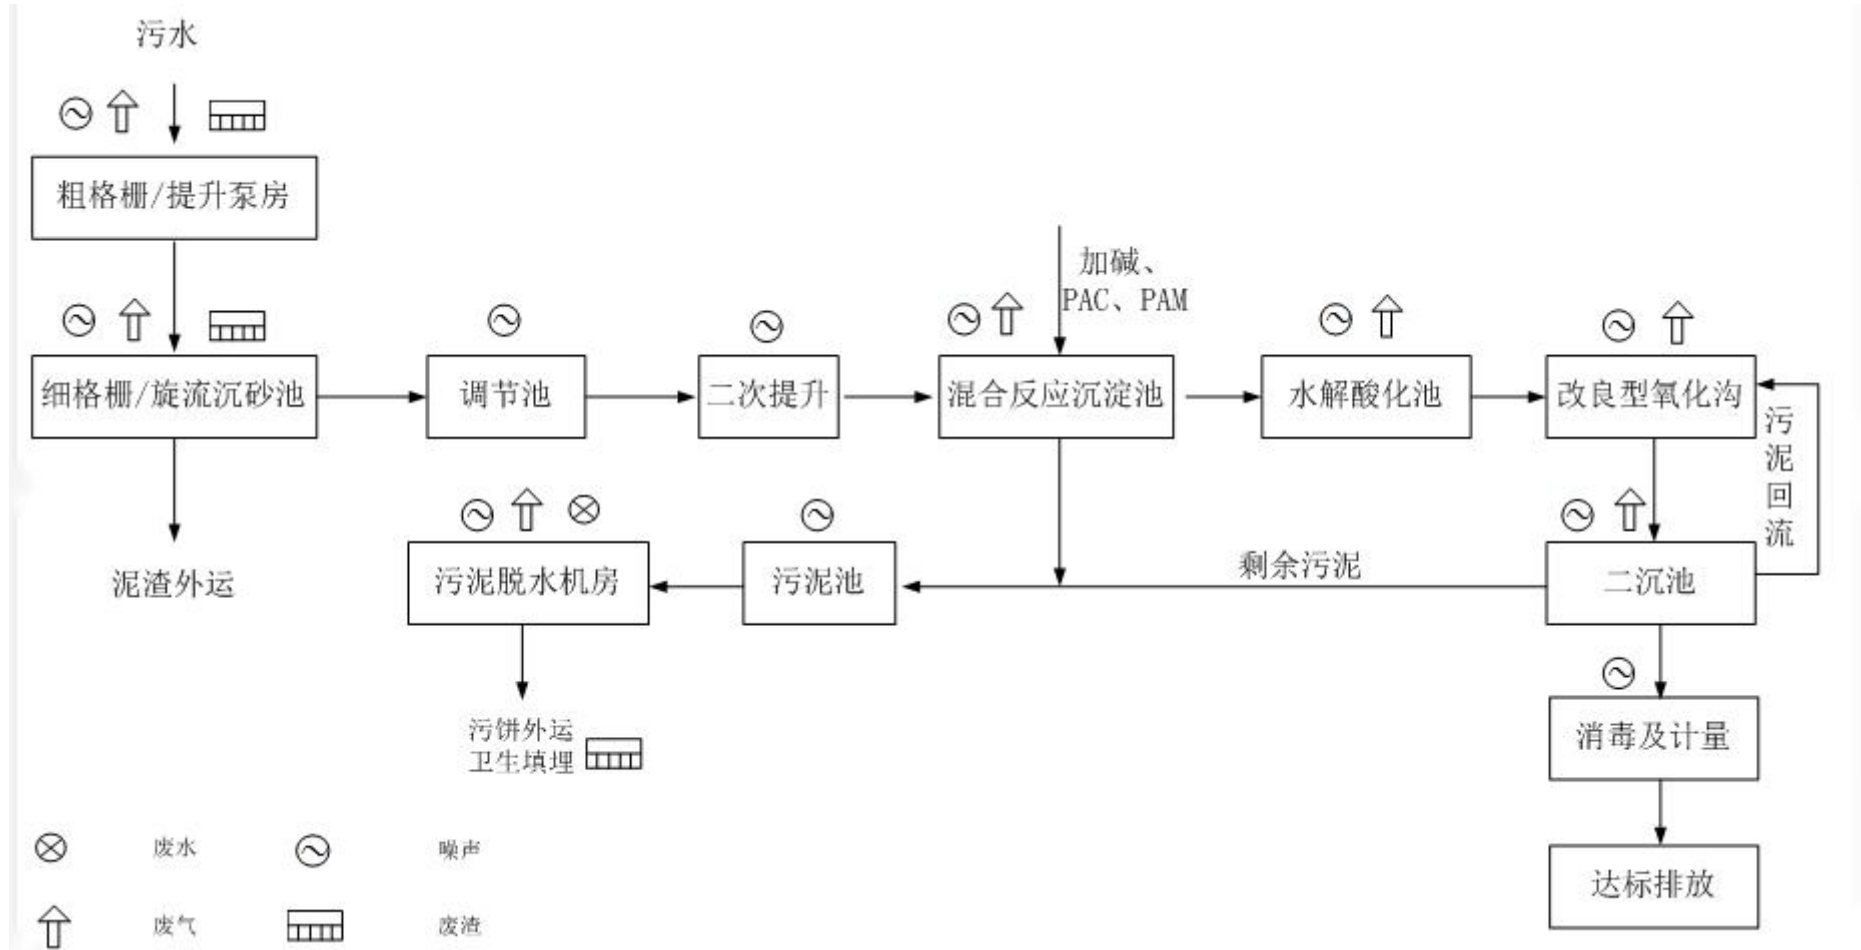 污水
粗格栅/提升泵房
加碱、
PAC、PAM
细格栅/旋流沉砂池
调节池
二次提升
混合反应沉淀池
水解酸化池
改良型氧化沟
污泥回流
泥渣外运
污泥脱水机房
污泥池
剩余污泥
二沉池
污饼外运
卫生填埋
消毒及计量
达标排放
废水
噪声
废气
废渣